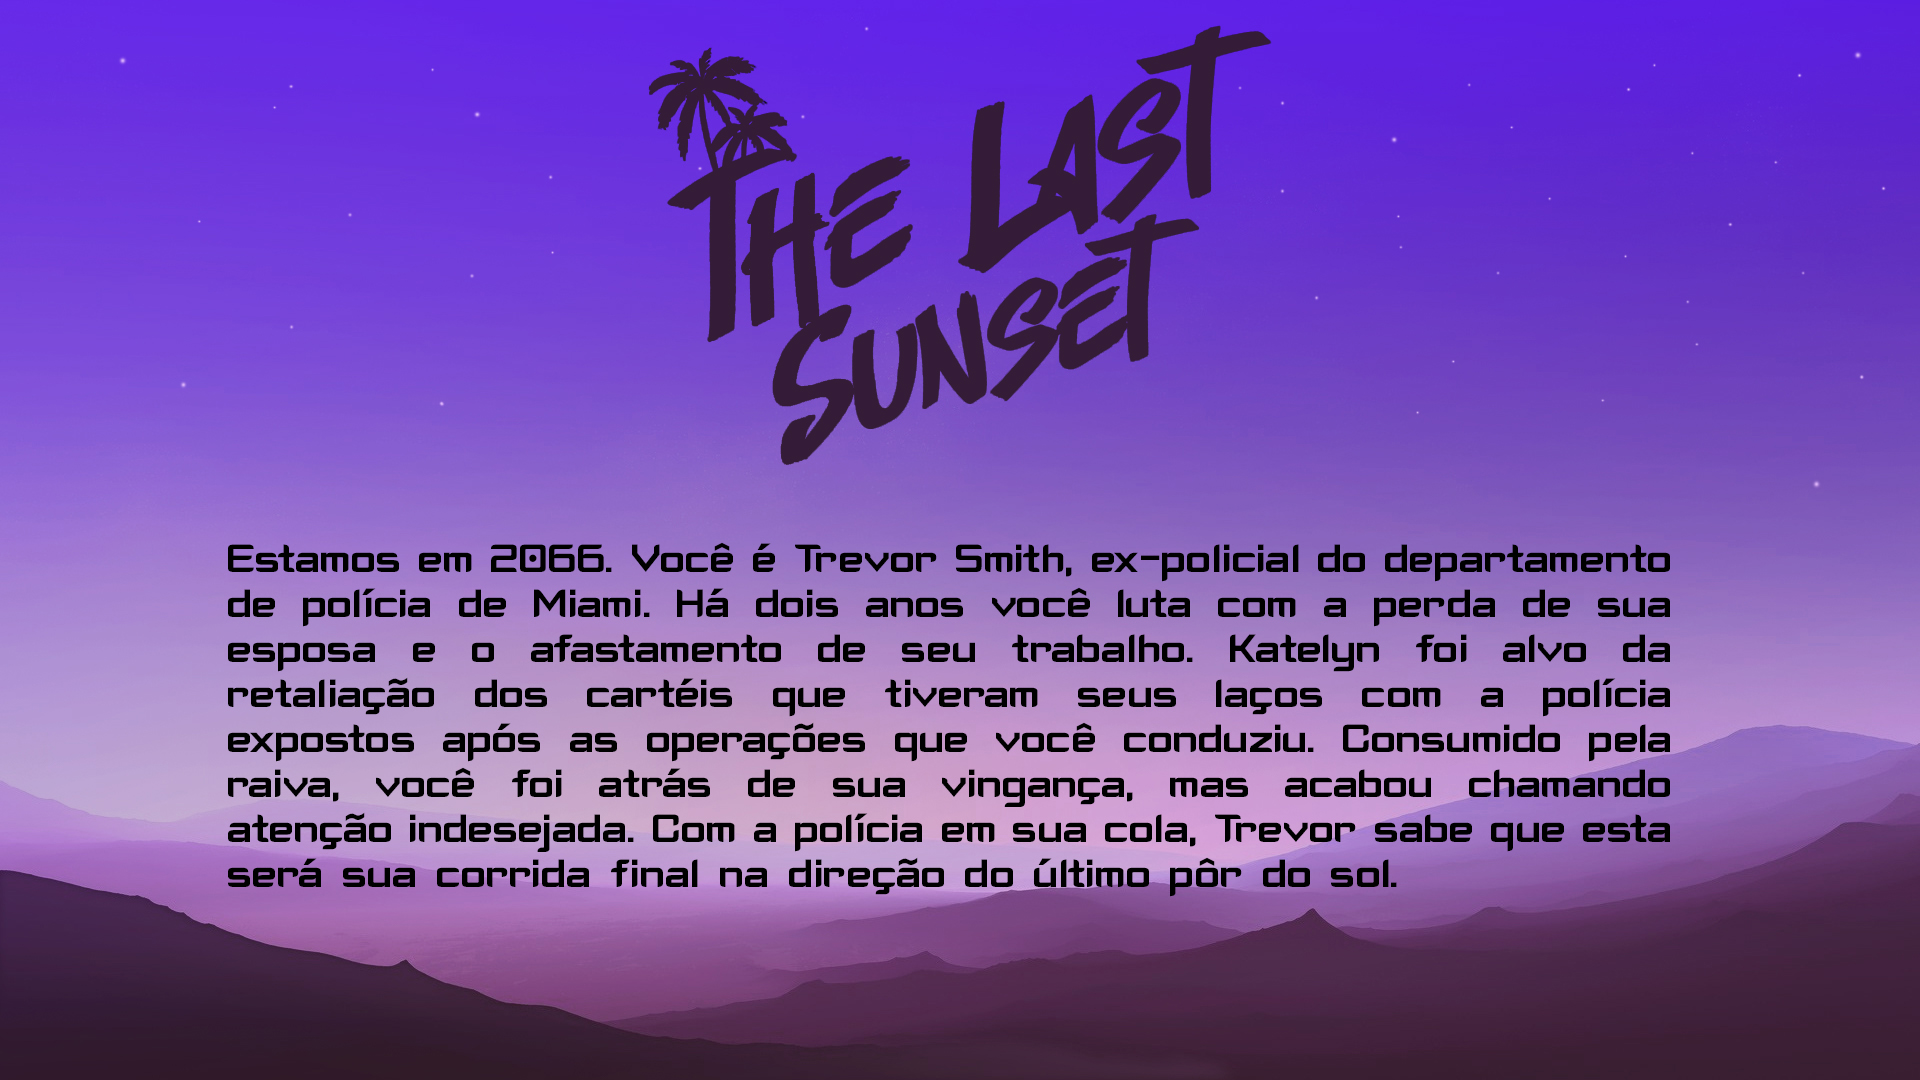 THE LAST
SUNSET
Estamos em 2066. Você é Trevor Smith, ex-policial do departamento
de polícia de Miami. Há dois anos você luta com a perda de sua
esposa e o afastamento de seu trabalho. Katelyn foi alvo da
retaliação dos cartéis que tiveram seus laços com a polícia
expostos após as operações que você conduziu. Consumido pela
raiva, você foi atrás de sua vingança, mas acabou chamando
atenção indesejada. Com a polícia em sua cola, Trevor sabe que esta
será sua corrida final na direção do último pôr do sol.